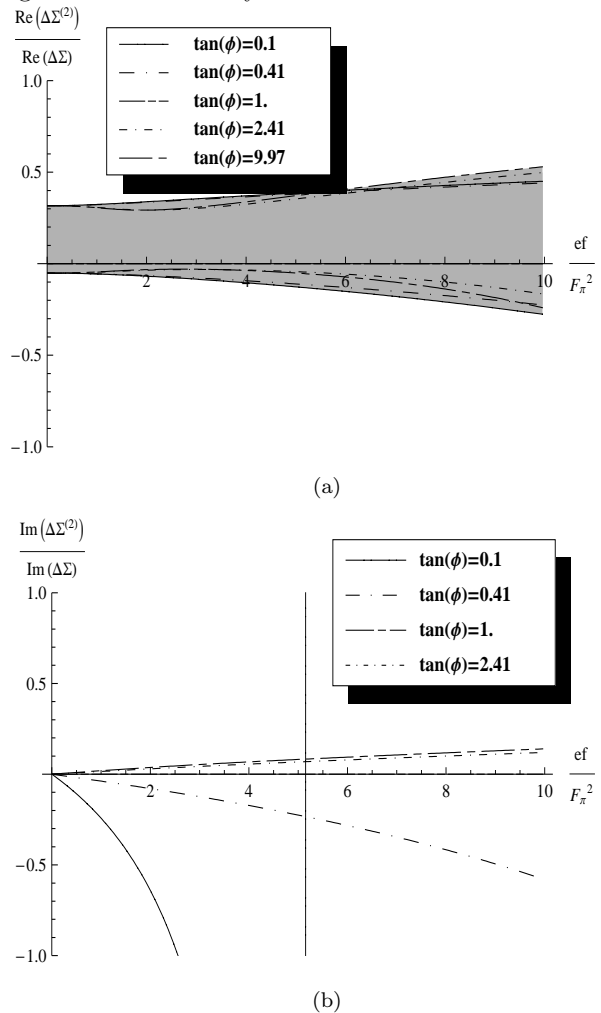 Re (ΔΣ⁽²⁾)
Re (ΔΣ)
tan(ϕ)=0.1
tan(ϕ)=0.41
tan(ϕ)=1.
tan(ϕ)=2.41
tan(ϕ)=9.97
1.0
0.5
2 4 6 8 10
ef
F_π²
−0.5
−1.0
(a)
Im (ΔΣ⁽²⁾)
Im (ΔΣ)
tan(ϕ)=0.1
tan(ϕ)=0.41
tan(ϕ)=1.
tan(ϕ)=2.41
1.0
0.5
2 4 6 8 10
ef
F_π²
−0.5
−1.0
(b)